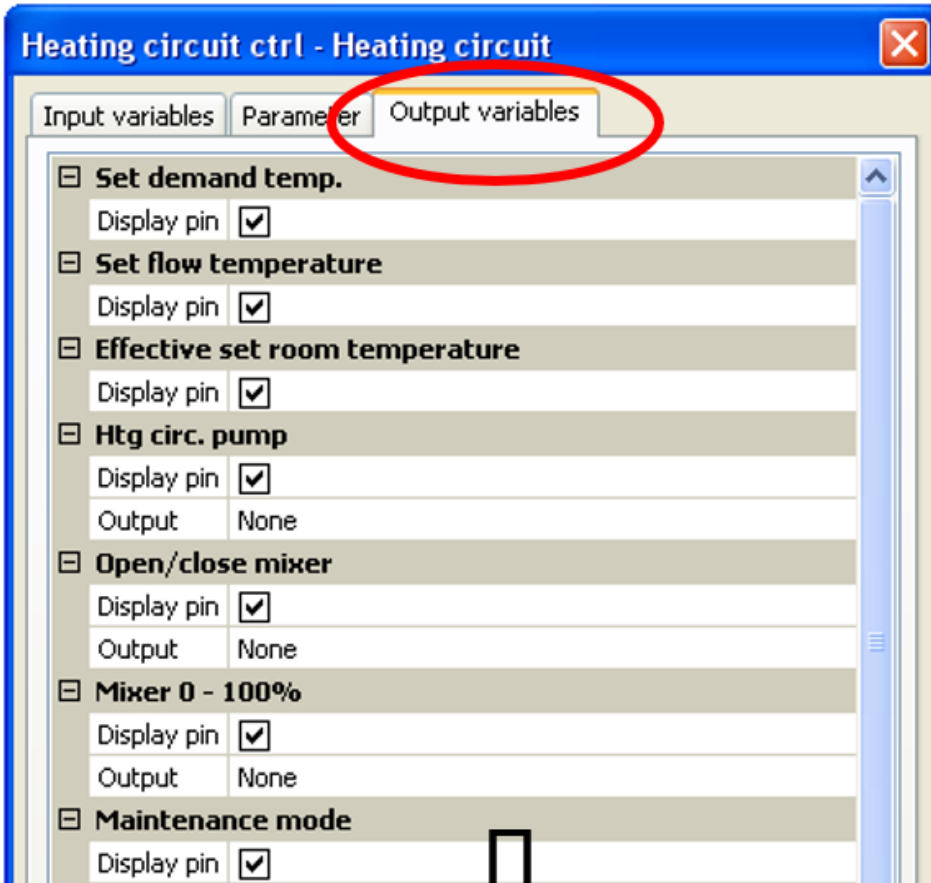 Heating circuit ctrl - Heating circuit
Input variables Parameter Output variables
Set demand temp.
Display pin
Set flow temperature
Display pin
Effective set room temperature
Display pin
Htg circ. pump
Display pin
Output None
Open/close mixer
Display pin
Output None
Mixer 0 - 100%
Display pin
Output None
Maintenance mode
Display pin